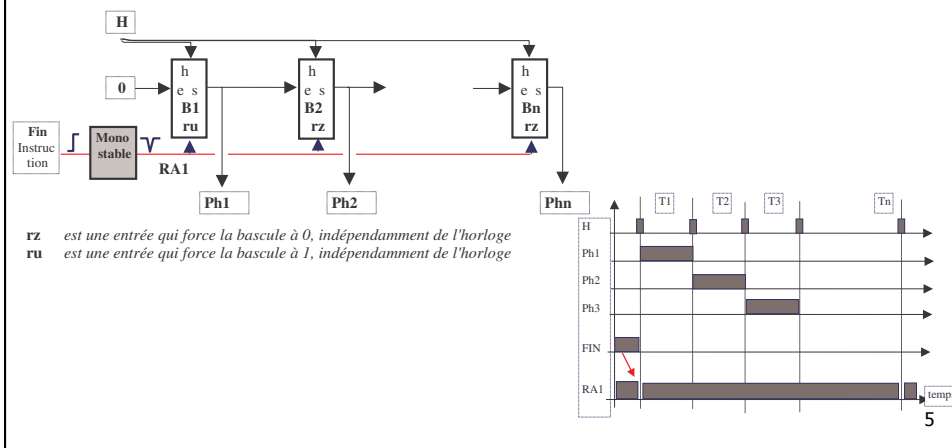 H
h
e s
B1
ru
h
e s
B2
rz
h
e s
Bn
rz
0
Fin
Instruc
tion
Mono
stable
RA1
Ph1
Ph2
Phn
rz est une entrée qui force la bascule à 0, indépendamment de l'horloge
ru est une entrée qui force la bascule à 1, indépendamment de l'horloge
T1
T2
T3
Tn
H
Ph1
Ph2
Ph3
FIN
RA1
temp
5